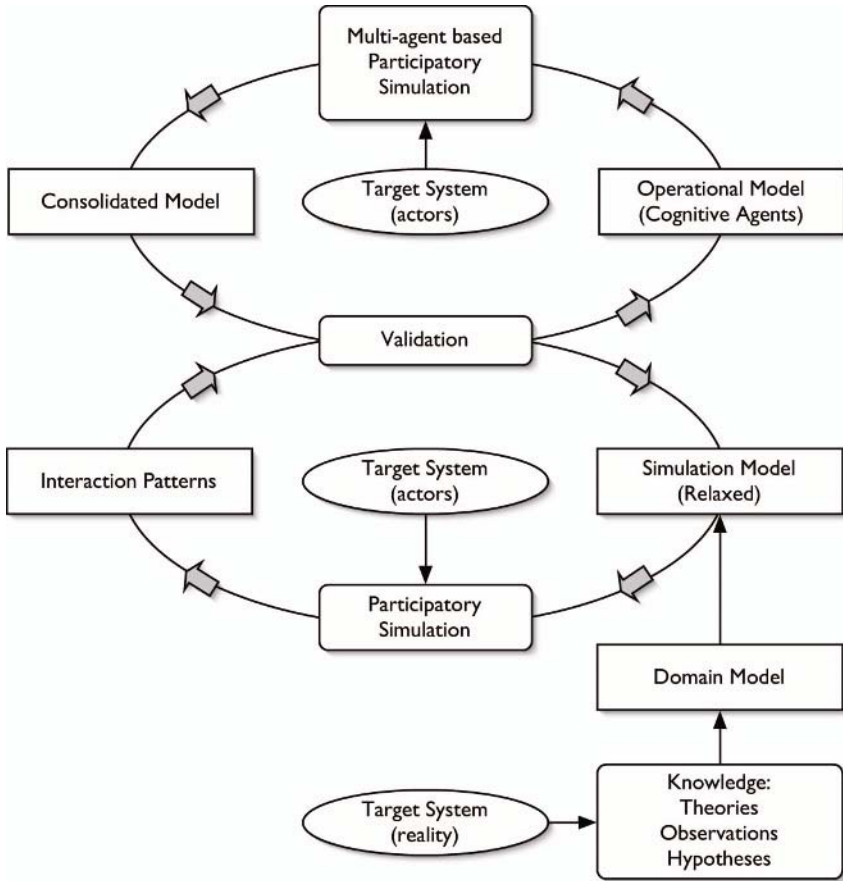 Multi-agent based
Participatory
Simulation
Consolidated Model
Target System
(actors)
Operational Model
(Cognitive Agents)
Validation
Interaction Patterns
Target System
(actors)
Simulation Model
(Relaxed)
Participatory
Simulation
Domain Model
Target System
(reality)
Knowledge:
Theories
Observations
Hypotheses